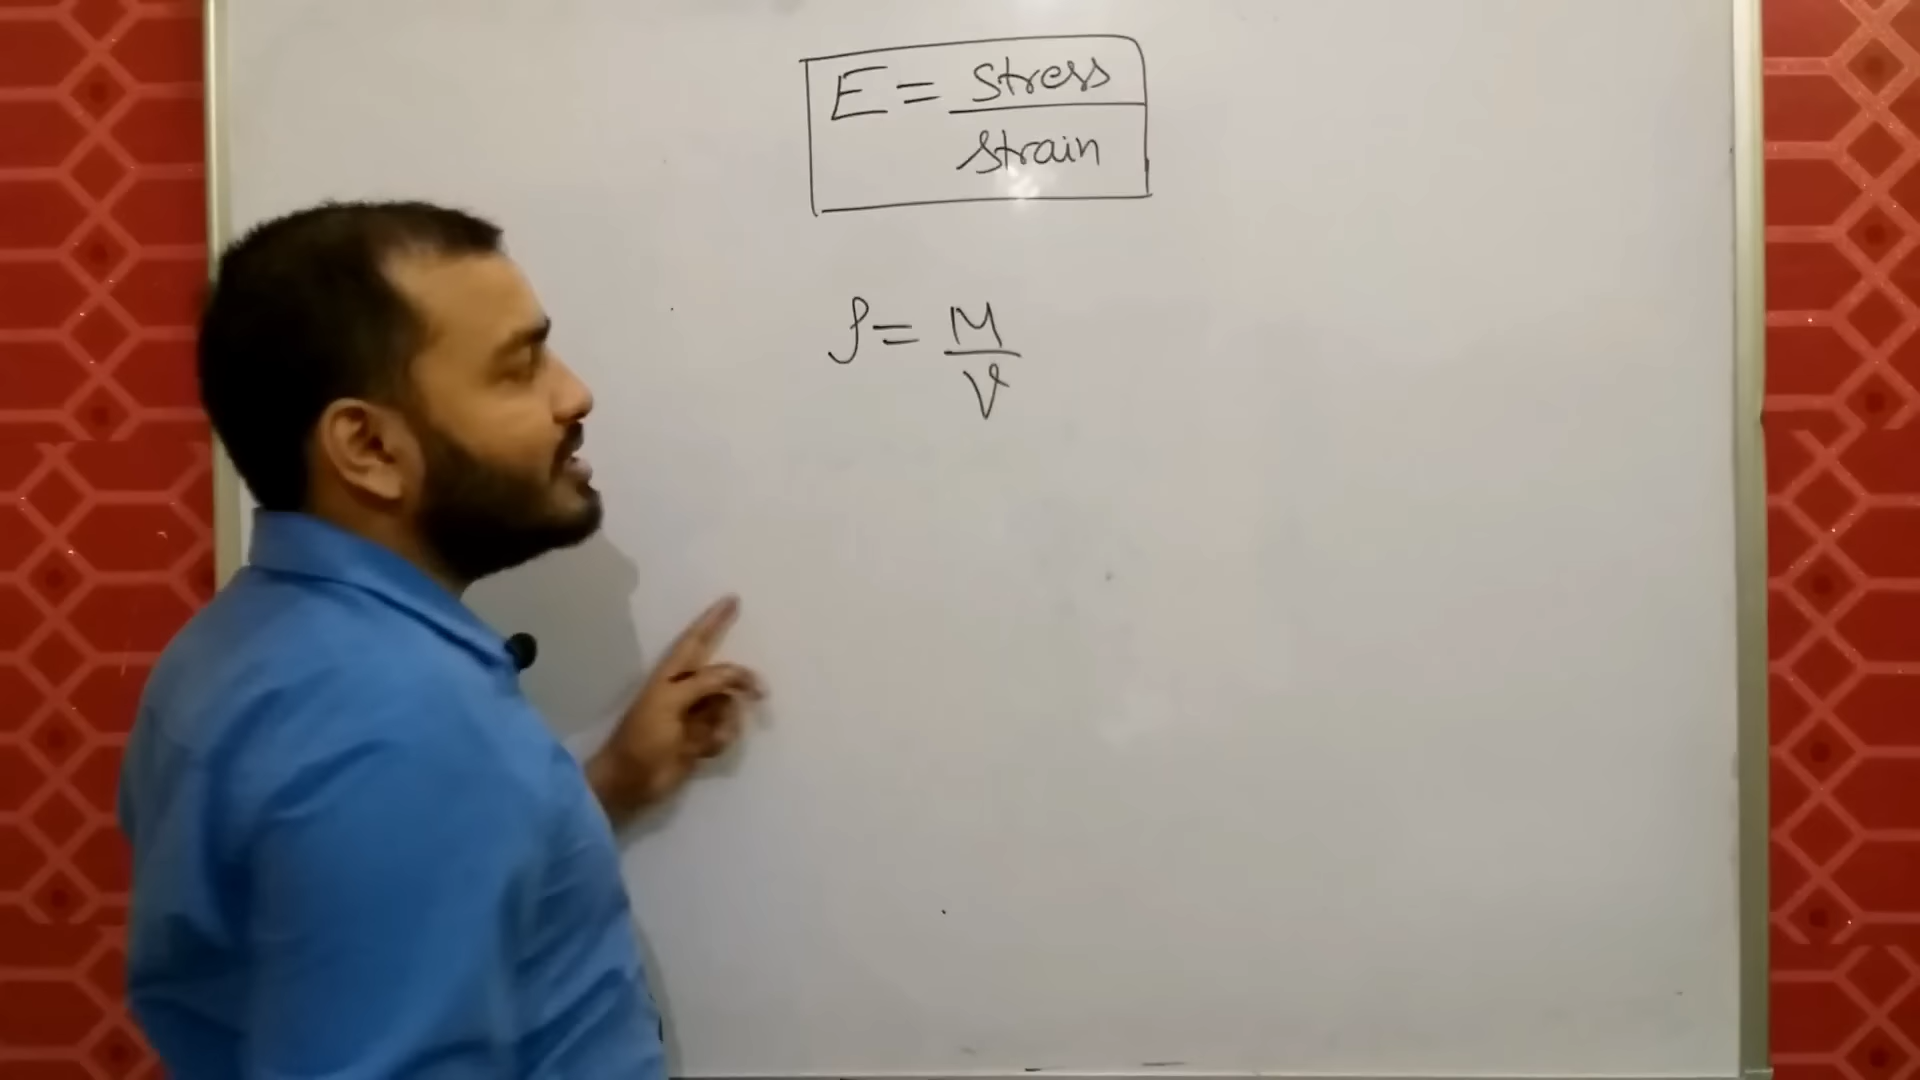 E = Stress
Strain
ρ = M
V